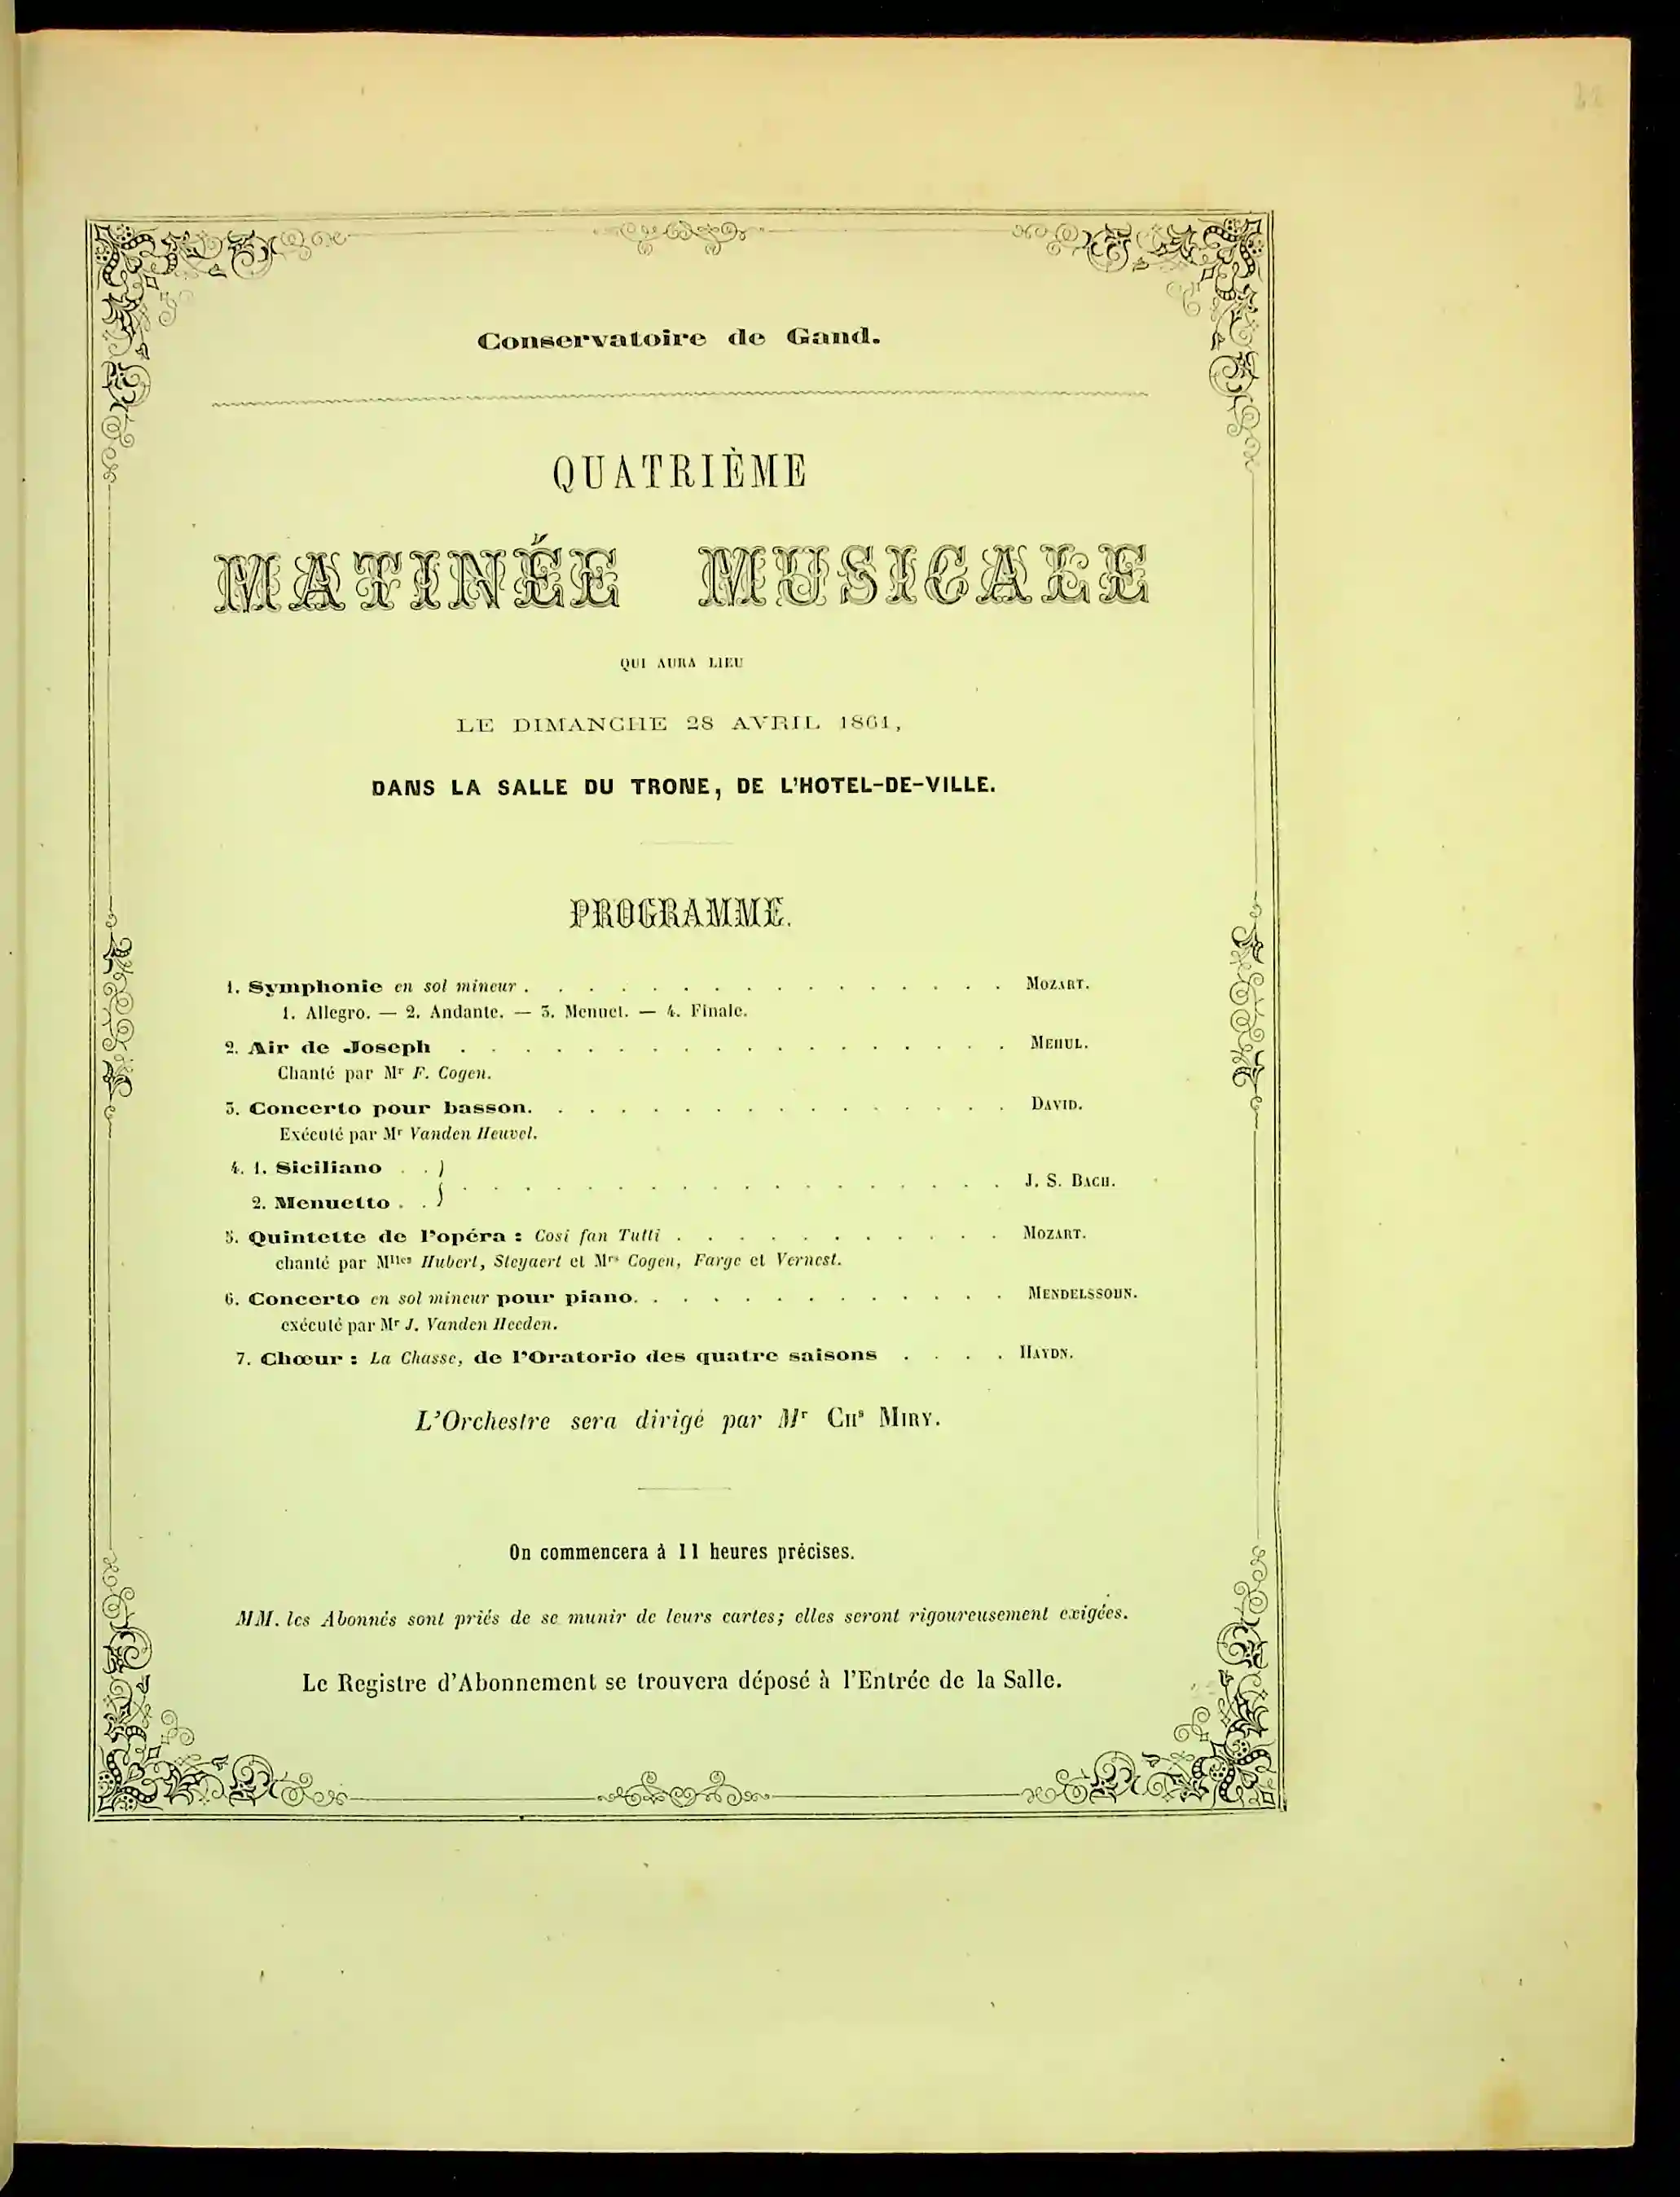 Conservatoire de Gand.
QUATRIÈME
MATINÉE MUSICALE
QUI AURA LIEU
LE DIMANCHE 28 AVRIL 1861,
DANS LA SALLE DU TRONE, DE L'HOTEL-DE-VILLE.
PROGRAMME.
1. Symphonie en sol mineur . . . . . . . . . . . . . . . . MOZART.
1. Allegro. — 2. Andante. — 3. Menuet. — 4. Finale.
2. Air de Joseph . . . . . . . . . . . . . . . . . . MEHUL.
Chanté par Mr F. Cogen.
3. Concerto pour basson. . . . . . . . . . . . . . . . DAVID.
Exécuté par Mr Vanden Heuvel.
4. 1. Siciliano . . }
2. Menuetto . . } . . . . . . . . . . . . . . . . . . J. S. BACH.
5. Quintette de l'opéra : Cosi fan Tutti . . . . . . . . . . . MOZART.
chanté par Mlles Hubert, Steyaert et Mrs Cogen, Farge et Vernest.
6. Concerto en sol mineur pour piano. . . . . . . . . . . . . MENDELSSOHN.
exécuté par Mr J. Vanden Heeden.
7. Chœur : La Chasse, de l'Oratorio des quatre saisons . . . . HAYDN.
L'Orchestre sera dirigé par Mr CHs MIRY.
On commencera à 11 heures précises.
MM. les Abonnés sont priés de se munir de leurs cartes; elles seront rigoureusement exigées.
Le Registre d'Abonnement se trouvera déposé à l'Entrée de la Salle.